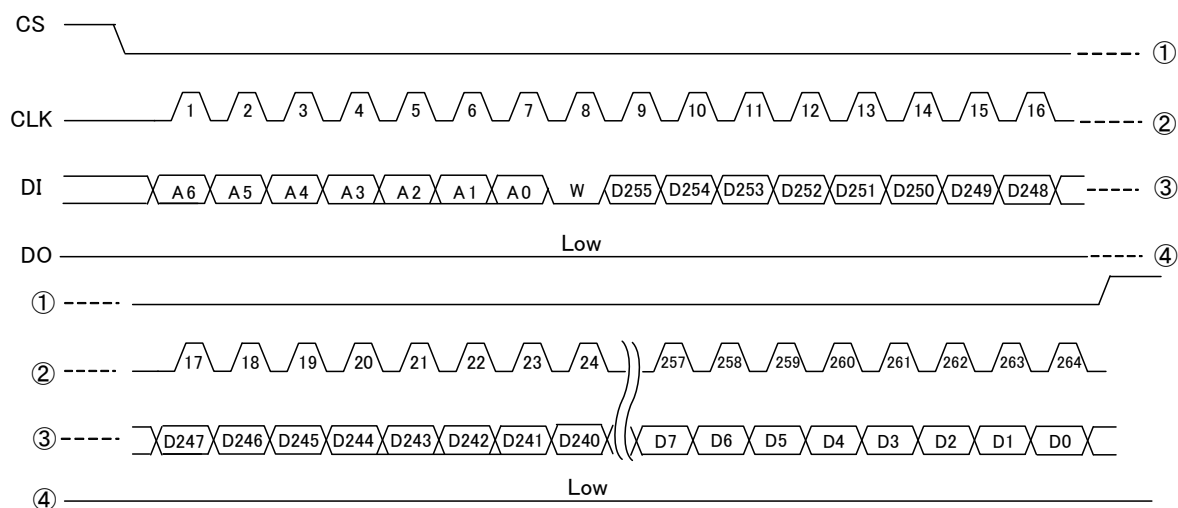 CS ①
CLK 1 2 3 4 5 6 7 8 9 10 11 12 13 14 15 16 ②
DI A6 A5 A4 A3 A2 A1 A0 W D255 D254 D253 D252 D251 D250 D249 D248 ③
DO Low ④
①
② 17 18 19 20 21 22 23 24 257 258 259 260 261 262 263 264
③ D247 D246 D245 D244 D243 D242 D241 D240 D7 D6 D5 D4 D3 D2 D1 D0
④ Low